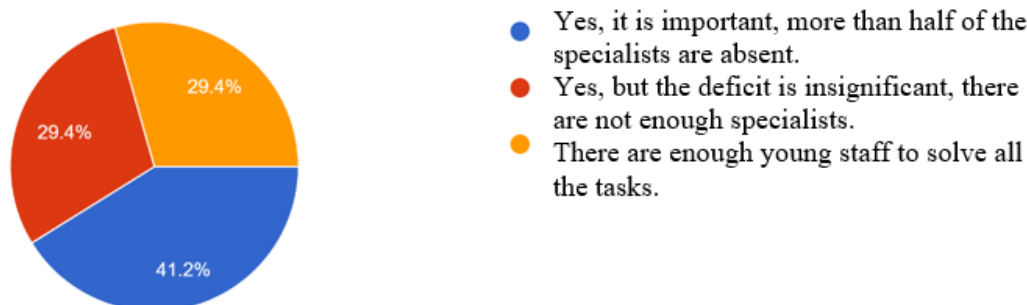 29.4%
29.4%
41.2%
Yes, it is important, more than half of the
specialists are absent.
Yes, but the deficit is insignificant, there
are not enough specialists.
There are enough young staff to solve all
the tasks.